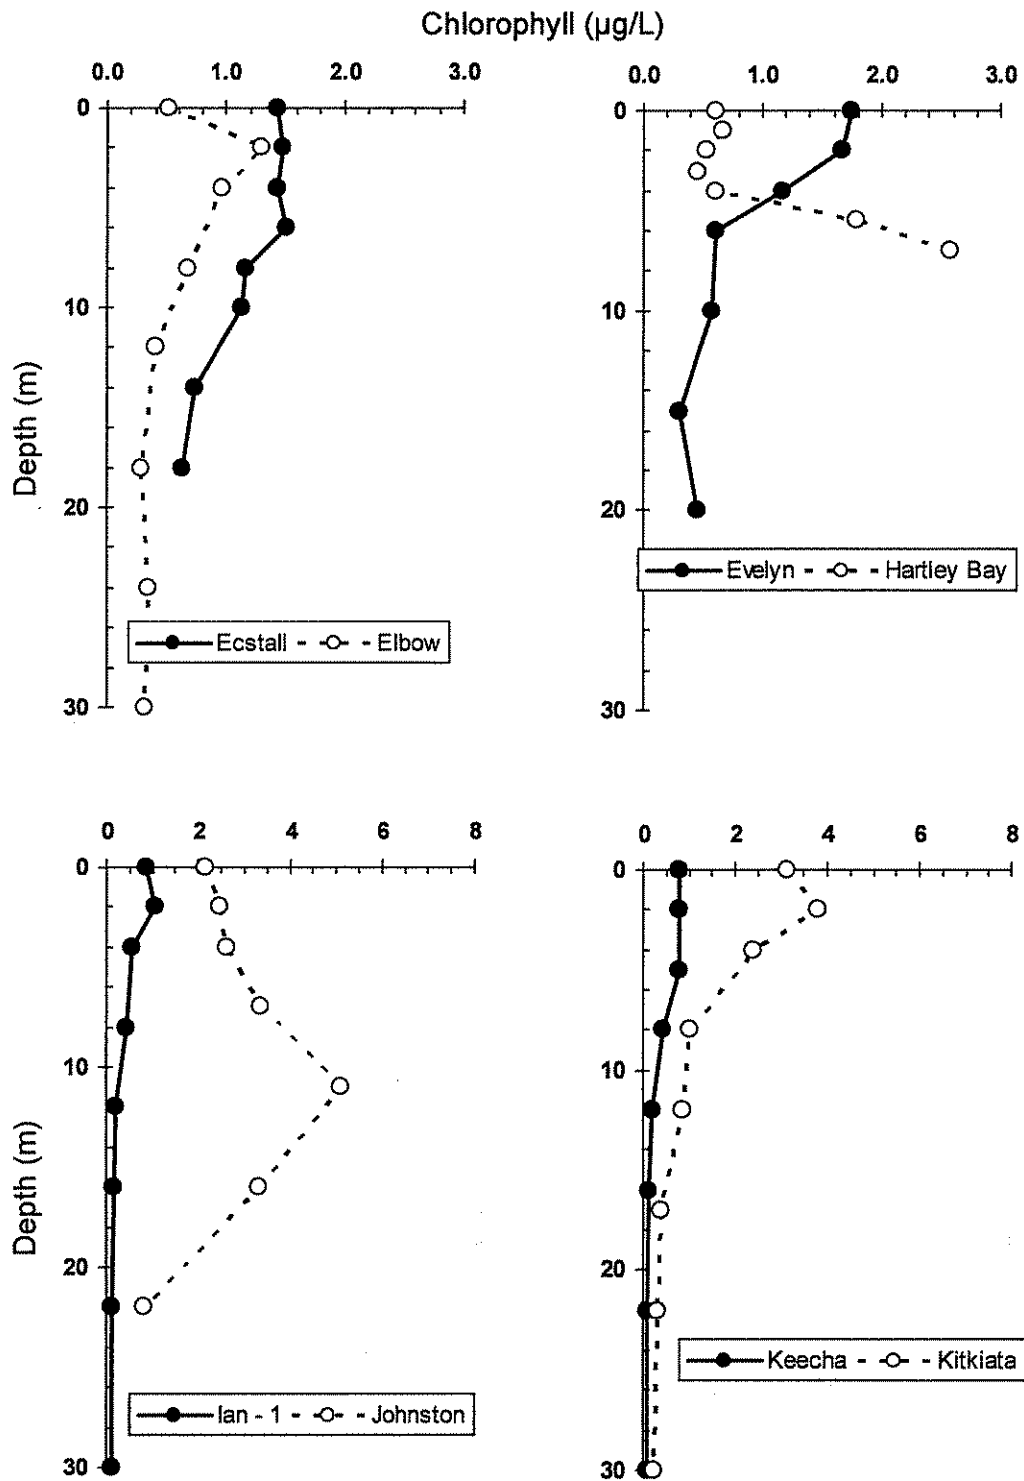 Chlorophyll (µg/L)
0.0 1.0 2.0 3.0
0
10
20
30
Depth (m)
Ecstall Elbow
0.0 1.0 2.0 3.0
0
10
20
30
Evelyn Hartley Bay
0 2 4 6 8
0
10
20
30
Depth (m)
Ian - 1 Johnston
0 2 4 6 8
0
10
20
30
Keecha Kitkiata